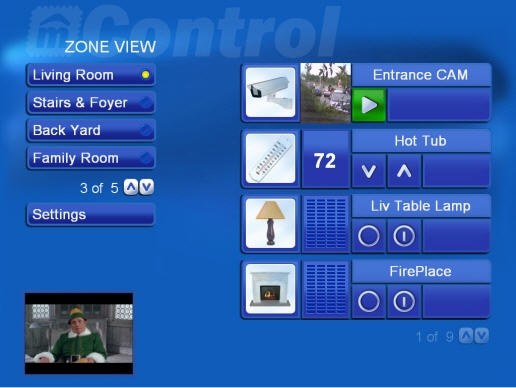 mControl
ZONE VIEW
Living Room
Stairs & Foyer
Back Yard
Family Room
3 of 5
Settings
Entrance CAM
Hot Tub
72
Liv Table Lamp
FirePlace
1 of 9